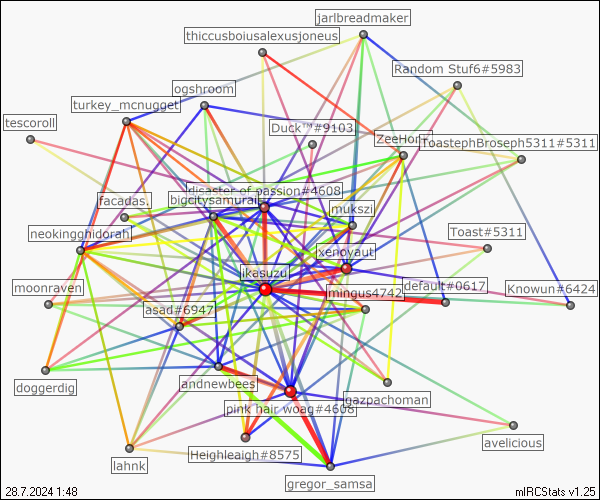 jarlbreadmaker
thiccusboiusalexusjoneus
Random Stuf6#5983
ogshroom
turkey_mcnugget
tescoroll
Duck™#9103
ZeeHorn
ToastephBroseph5311#5311
disaster of passion#4608
bigcitysamurai
facadas.
mukszi
neokingghidorah
Toast#5311
xenoyaut
ikasuzu
moonraven
mingus4742
default#0617
Knowun#6424
asad#6947
doggerdig
andnewbees
gazpachoman
pink hair woag#4608
avelicious
Heighleaigh#8575
lahnk
gregor_samsa
28.7.2024 1:48
mIRCStats v1.25